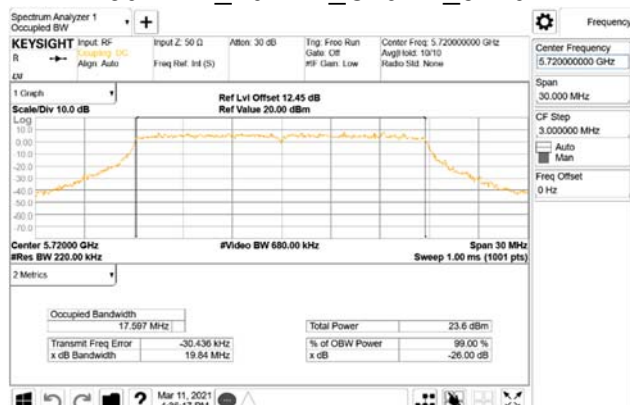 Spectrum Analyzer 1
Occupied BW
Frequency
KEYSIGHT Input: RF
Input Z: 50 Ω
Atten: 30 dB
Trig: Free Run
Center Freq: 5.720000000 GHz
R
Coupling: DC
Gate: Off
Avg|Hold: 10/10
Align: Auto
Freq Ref: Int (S)
#IF Gain: Low
Radio Std: None
Center Frequency
5.720000000 GHz
Span
30.000 MHz
CF Step
3.000000 MHz
Auto
Man
Freq Offset
0 Hz
1 Graph
Ref Lvl Offset 12.45 dB
Scale/Div 10.0 dB
Ref Value 20.00 dBm
Log
10.0
0.00
-10.0
-20.0
-30.0
-40.0
-50.0
-60.0
-70.0
Center 5.72000 GHz
#Video BW 680.00 kHz
Span 30 MHz
#Res BW 220.00 kHz
Sweep 1.00 ms (1001 pts)
2 Metrics
Occupied Bandwidth
17.597 MHz
Total Power
23.6 dBm
Transmit Freq Error
-30.436 kHz
% of OBW Power
99.00 %
x dB Bandwidth
19.84 MHz
x dB
-26.00 dB
Mar 11, 2021